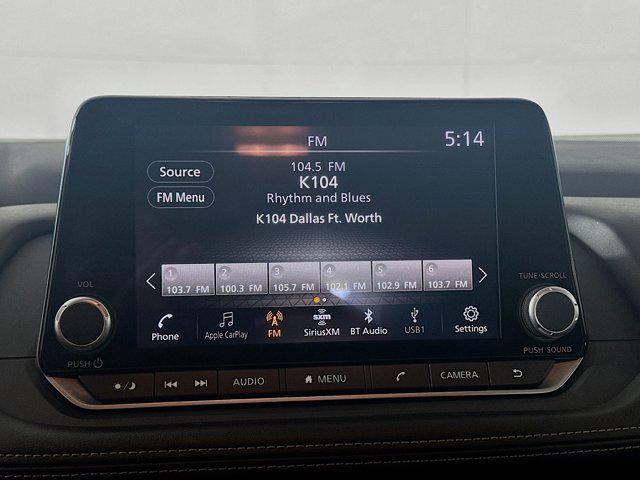 FM
5:14
Source
FM Menu
104.5 FM
K104
Rhythm and Blues
K104 Dallas Ft. Worth
1 2 3 4 5 6
103.7 FM 100.3 FM 105.7 FM 102.1 FM 102.9 FM 103.7 FM
Phone
Apple CarPlay
FM
sxm
SiriusXM
BT Audio
USB1
Settings
VOL
PUSH
TUNE·SCROLL
PUSH SOUND
AUDIO
MENU
CAMERA